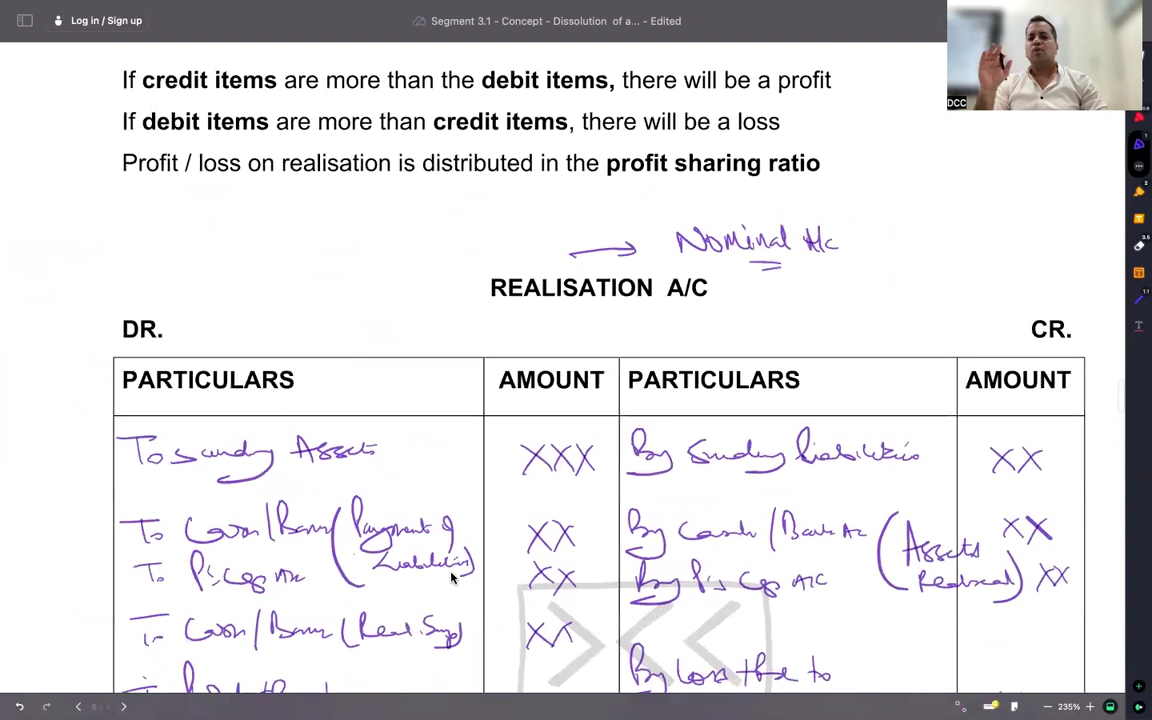 Log in / Sign up
Segment 3.1 - Concept - Dissolution of a... - Edited
DCC
If credit items are more than the debit items, there will be a profit
If debit items are more than credit items, there will be a loss
Profit / loss on realisation is distributed in the profit sharing ratio
Nominal A/c
REALISATION A/C
DR. CR.
PARTICULARS AMOUNT PARTICULARS AMOUNT
To sundry Assets XXX By Sundry liabilities XX
To Cash/Bank (Payment of Liabilities) XX By Cash/Bank Ac (Assets Realised) XX
To P's Cap A/c XX By P's Cap A/C XX
To Cash/Bank (Real. Exp) XX
By Loss tfree to
235%